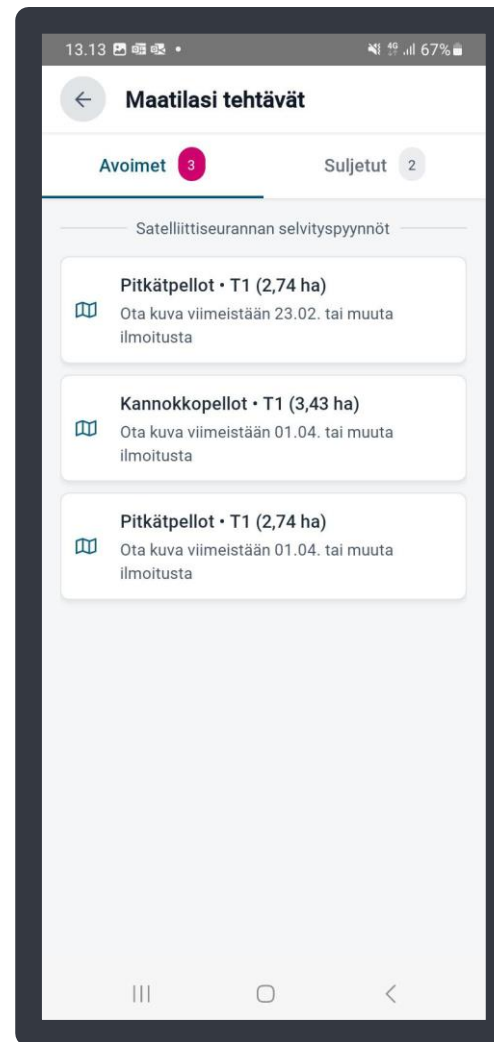 13.13 4G 67%
Maatilasi tehtävät
Avoimet 3 Suljetut 2
Satelliittiseurannan selvityspyynnöt
Pitkätpellot • T1 (2,74 ha)
Ota kuva viimeistään 23.02. tai muuta
ilmoitusta
Kannokkopellot • T1 (3,43 ha)
Ota kuva viimeistään 01.04. tai muuta
ilmoitusta
Pitkätpellot • T1 (2,74 ha)
Ota kuva viimeistään 01.04. tai muuta
ilmoitusta